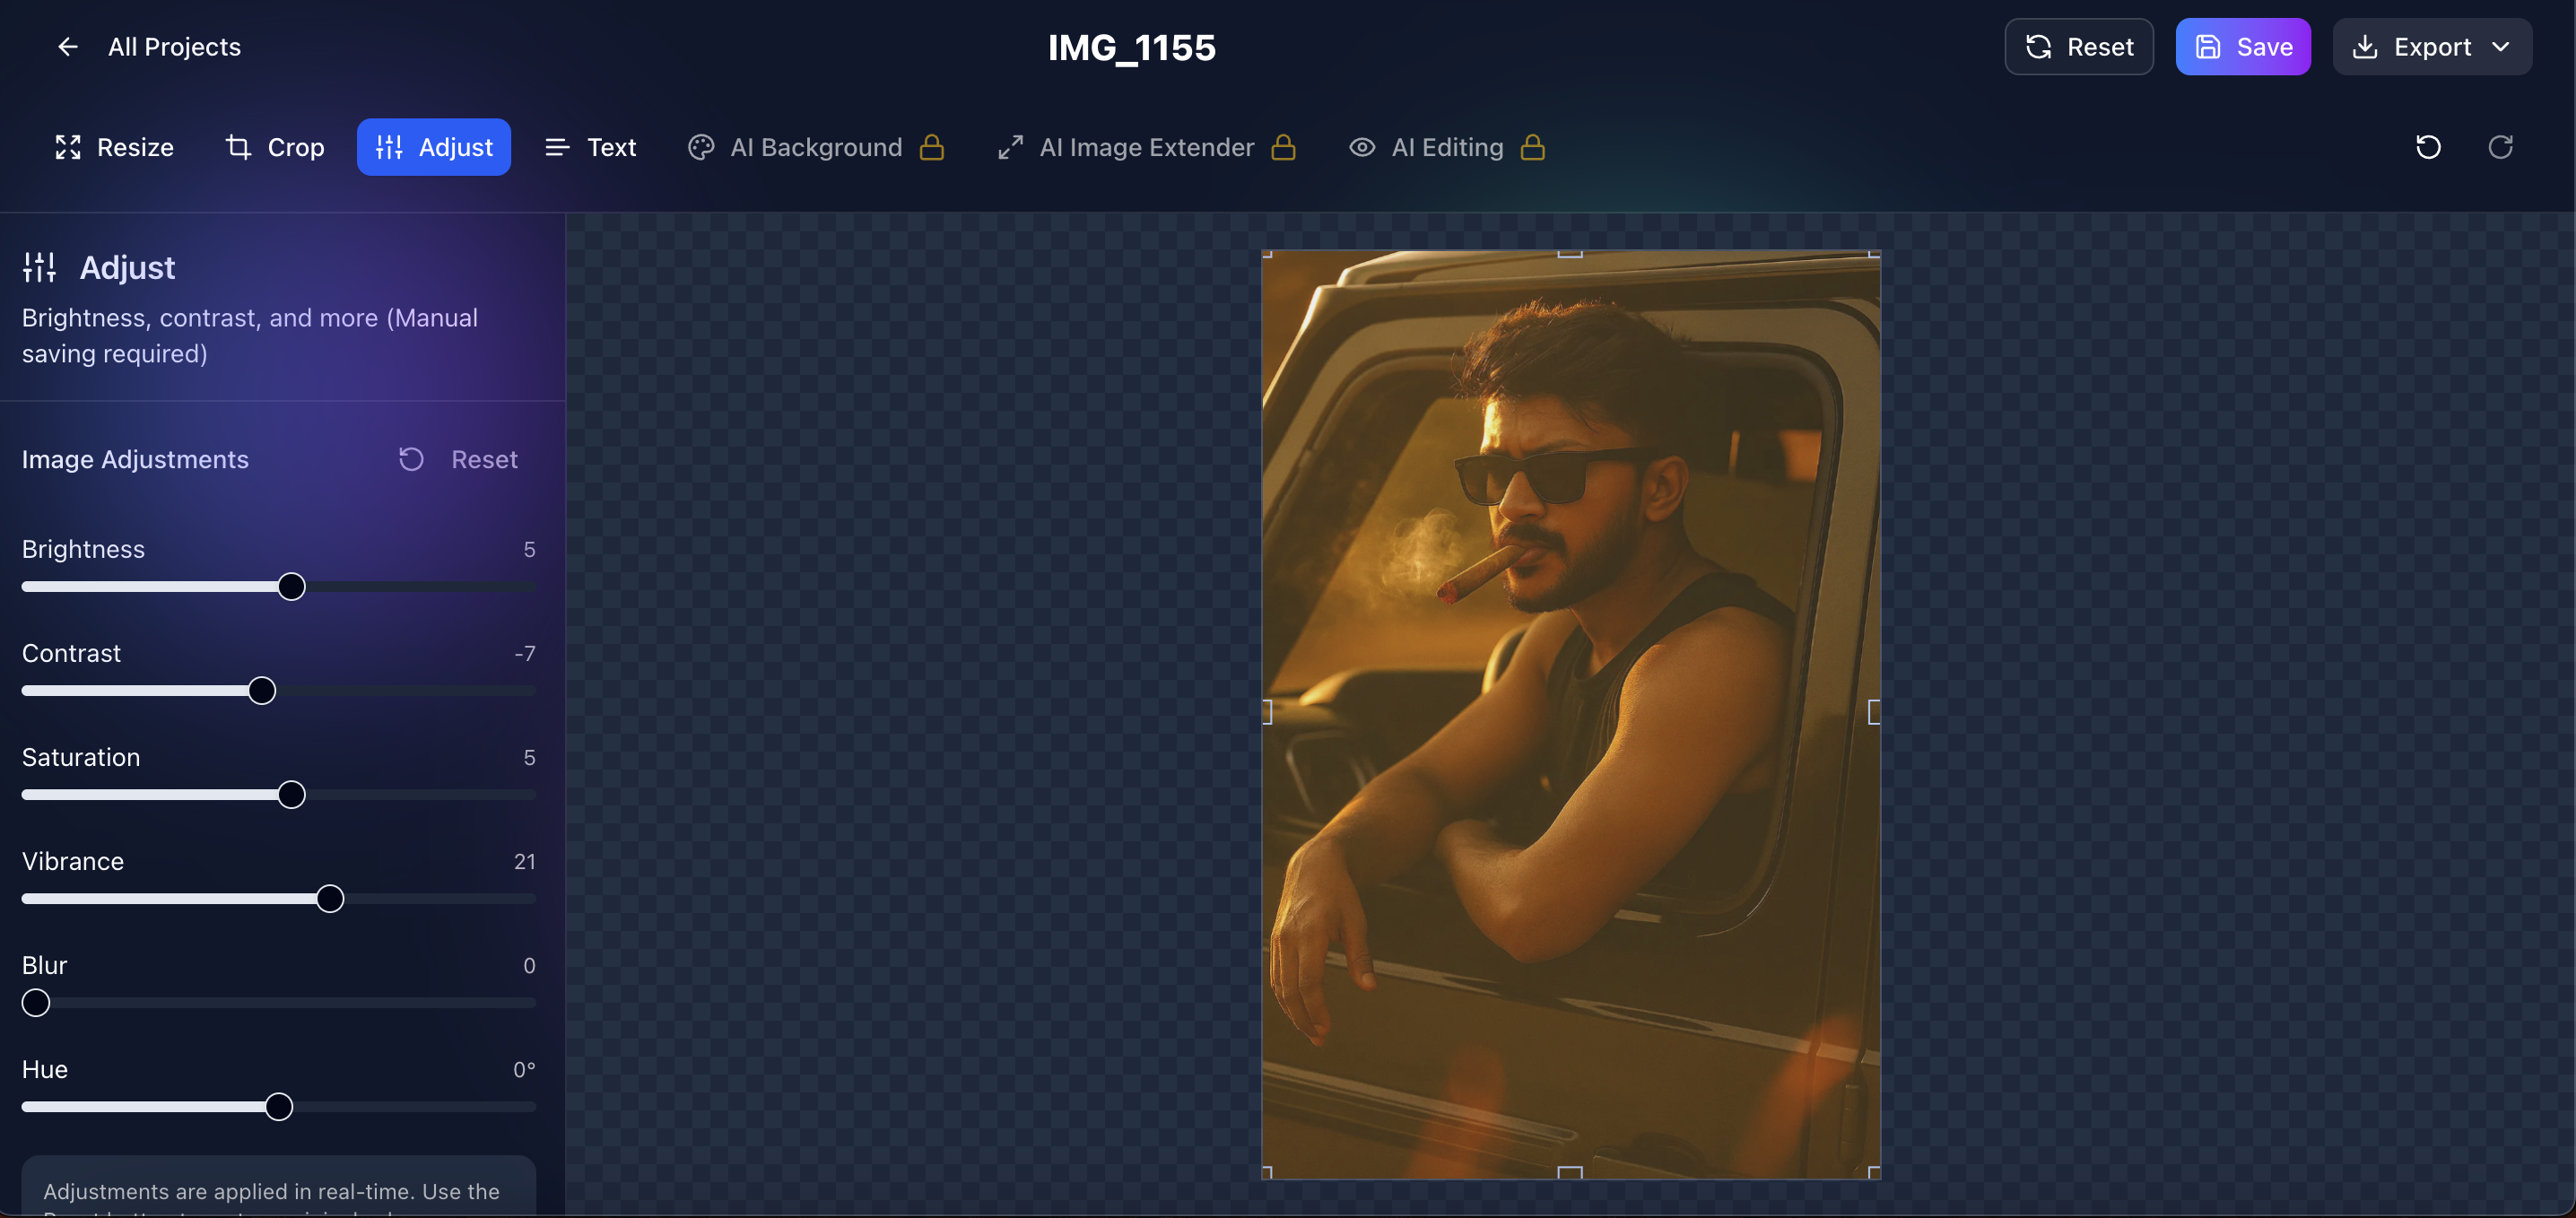 All Projects
IMG_1155
Reset
Save
Export
Resize
Crop
Adjust
Text
AI Background
AI Image Extender
AI Editing
Adjust
Brightness, contrast, and more (Manual
saving required)
Image Adjustments
Reset
Brightness
5
Contrast
-7
Saturation
5
Vibrance
21
Blur
0
Hue
0°
Adjustments are applied in real-time. Use the